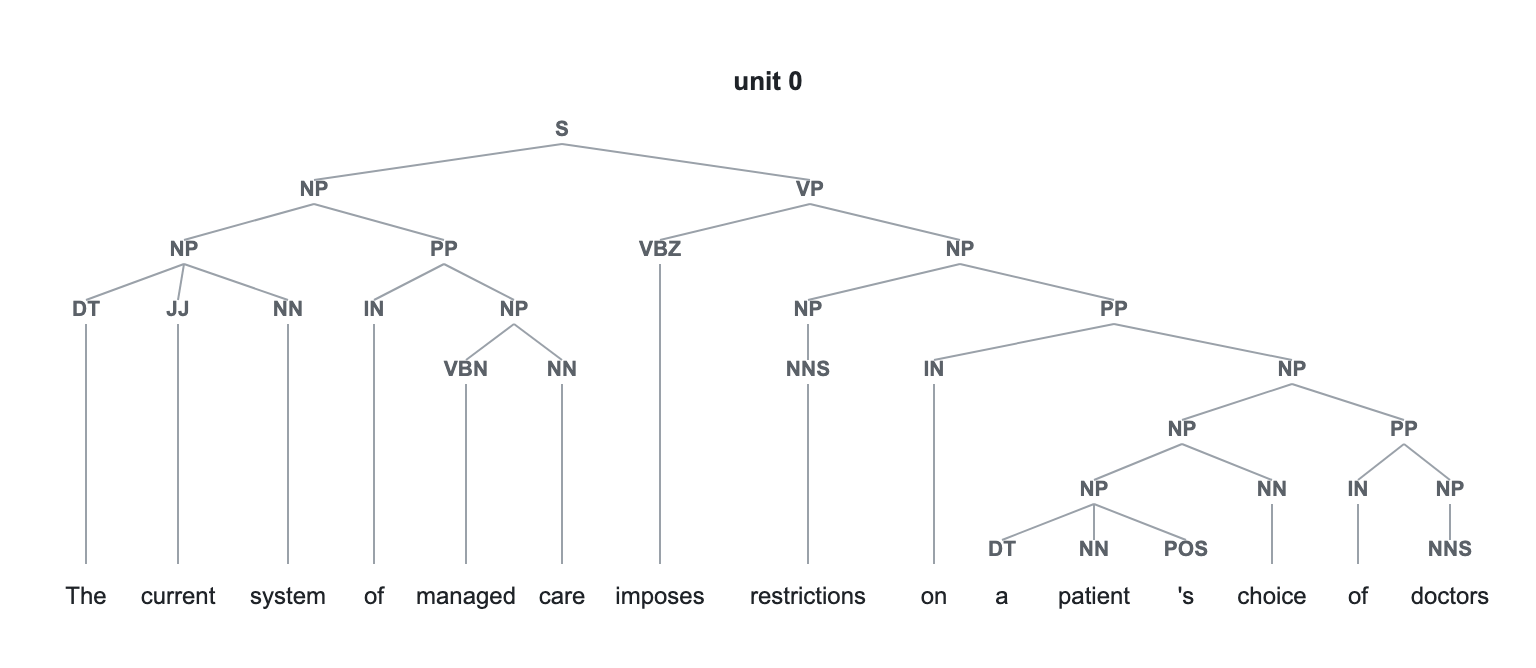 unit 0
S
NP VP
NP PP VBZ NP
DT JJ NN IN NP NP PP
VBN NN NNS IN NP
NP PP
NP NN IN NP
DT NN POS NNS
The current system of managed care imposes restrictions on a patient 's choice of doctors